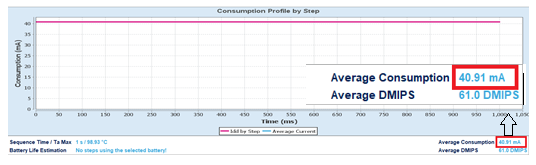 Consumption Profile by Step
Consumption (mA)
40
35
30
25
20
15
10
5
0
0 50 100 150 200 250 300 350 400 450 500 550 600 650 700 750 800 850 900 950 1,000 1,050
Time (ms)
Average Consumption 40.91 mA
Average DMIPS 61.0 DMIPS
Idd by Step Average Current
Sequence Time / Ta Max 1 s / 98.93 °C Average Consumption 40.91 mA
Battery Life Estimation No steps using the selected battery! Average DMIPS 61.0 DMIPS